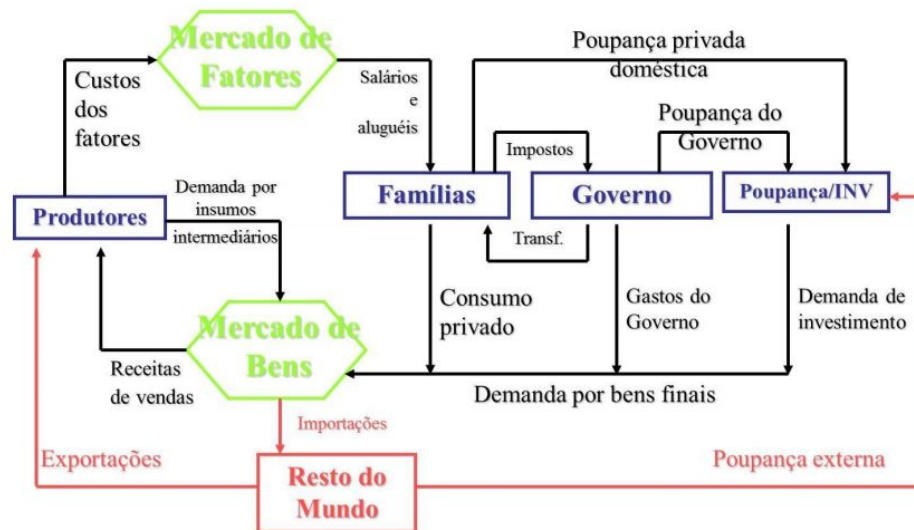 Mercado de
Fatores
Custos
dos
fatores
Salários
e
aluguéis
Poupança privada
doméstica
Impostos
Poupança do
Governo
Produtores
Demanda por
insumos
intermediários
Famílias
Governo
Poupança/INV
Transf.
Consumo
privado
Gastos do
Governo
Demanda de
investimento
Mercado de
Bens
Receitas
de vendas
Demanda por bens finais
Importações
Exportações
Resto do
Mundo
Poupança externa